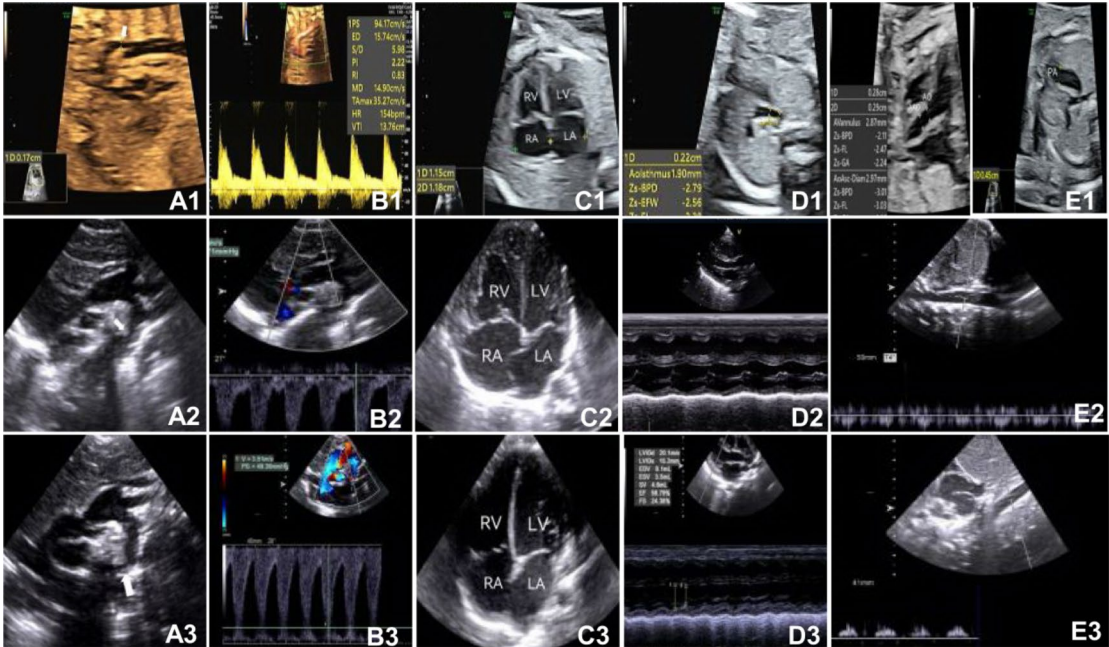 1D 0.17cm
A1
1PS 94.17cm/s
ED 15.74cm/s
S/D 5.98
PI 2.22
RI 0.83
MD 14.90cm/s
TAmax 35.27cm/s
HR 154bpm
VTI 13.76cm
B1
RV LV
RA LA
1D 1.15cm
2D 1.18cm
C1
1D 0.22cm
AoIsthmus 1.90mm
Zs-BPD -2.79
Zs-EFW -2.56
D1
1D 0.28cm
2D 0.29cm
AVannulus 2.87mm
Zs-BPD -2.11
Zs-FL -2.47
Zs-GA -2.24
AoAsc-Diam 2.97mm
Zs-BPD -3.01
Zs-FL -3.03
AO
PA
1D 0.45cm
E1
A2
21°
B2
RV LV
RA LA
C2
V
D2
E2
A3
B3
RV LV
RA LA
C3
D3
E3